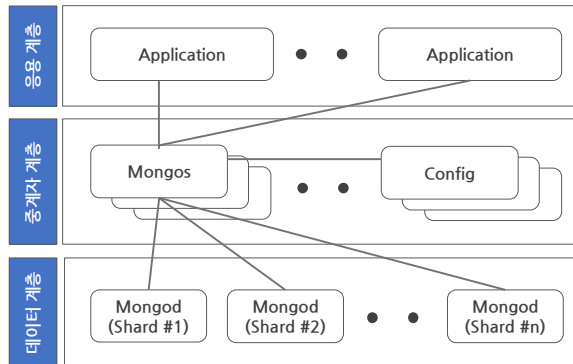 응용 계층
Application
Application
중계자 계층
Mongos
Config
데이터 계층
Mongod
(Shard #1)
Mongod
(Shard #2)
Mongod
(Shard #n)